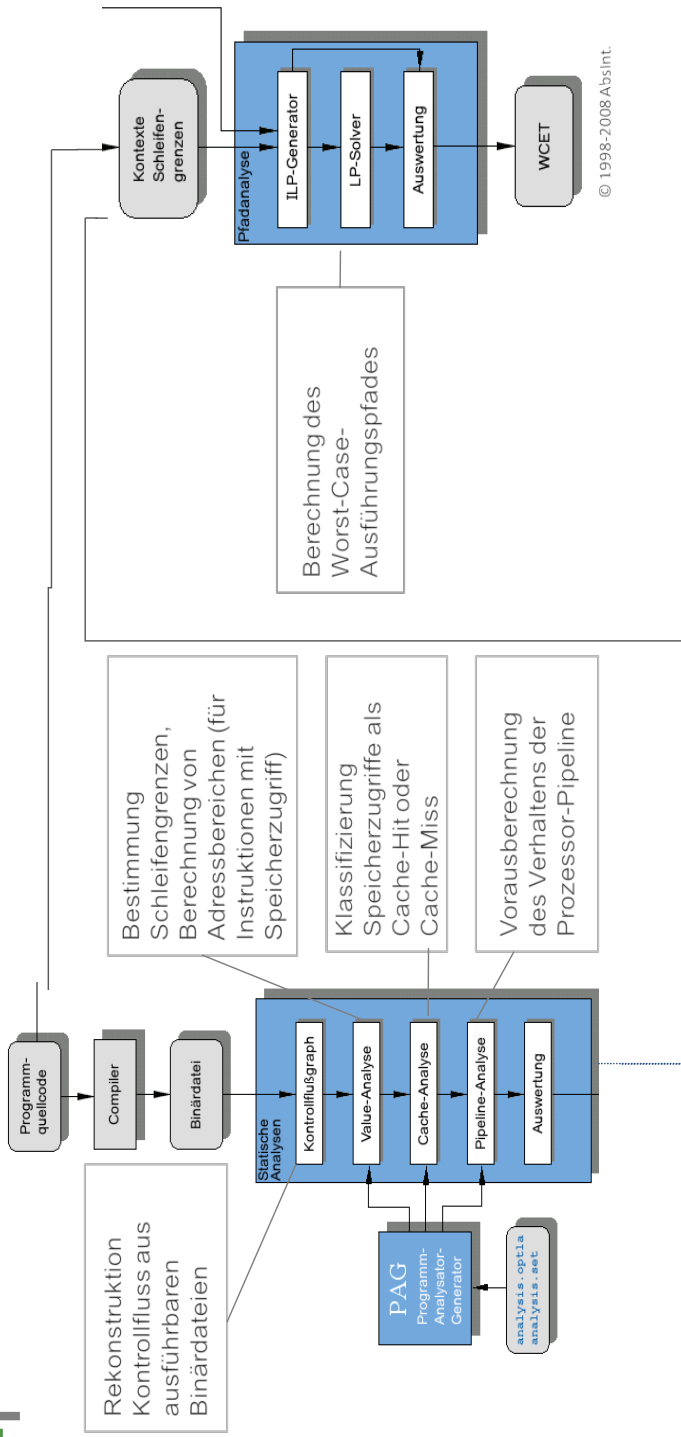 Programm-
quellcode
Compiler
Binärdatei
Rekonstruktion
Kontrollfluss aus
ausführbaren
Binärdateien
Statische
Analysen
Kontrollflußgraph
Value-Analyse
Cache-Analyse
Pipeline-Analyse
Auswertung
PAG
Programm-
Analysator-
Generator
analysis.optla
analysis.set
Bestimmung
Schleifengrenzen,
Berechnung von
Adressbereichen (für
Instruktionen mit
Speicherzugriff)
Klassifizierung
Speicherzugriffe als
Cache-Hit oder
Cache-Miss
Vorausberechnung
des Verhaltens der
Prozessor-Pipeline
Kontexte
Schleifen-
grenzen
Pfadanalyse
ILP-Generator
LP-Solver
Auswertung
Berechnung des
Worst-Case-
Ausführungspfades
WCET
© 1998-2008 AbsInt.